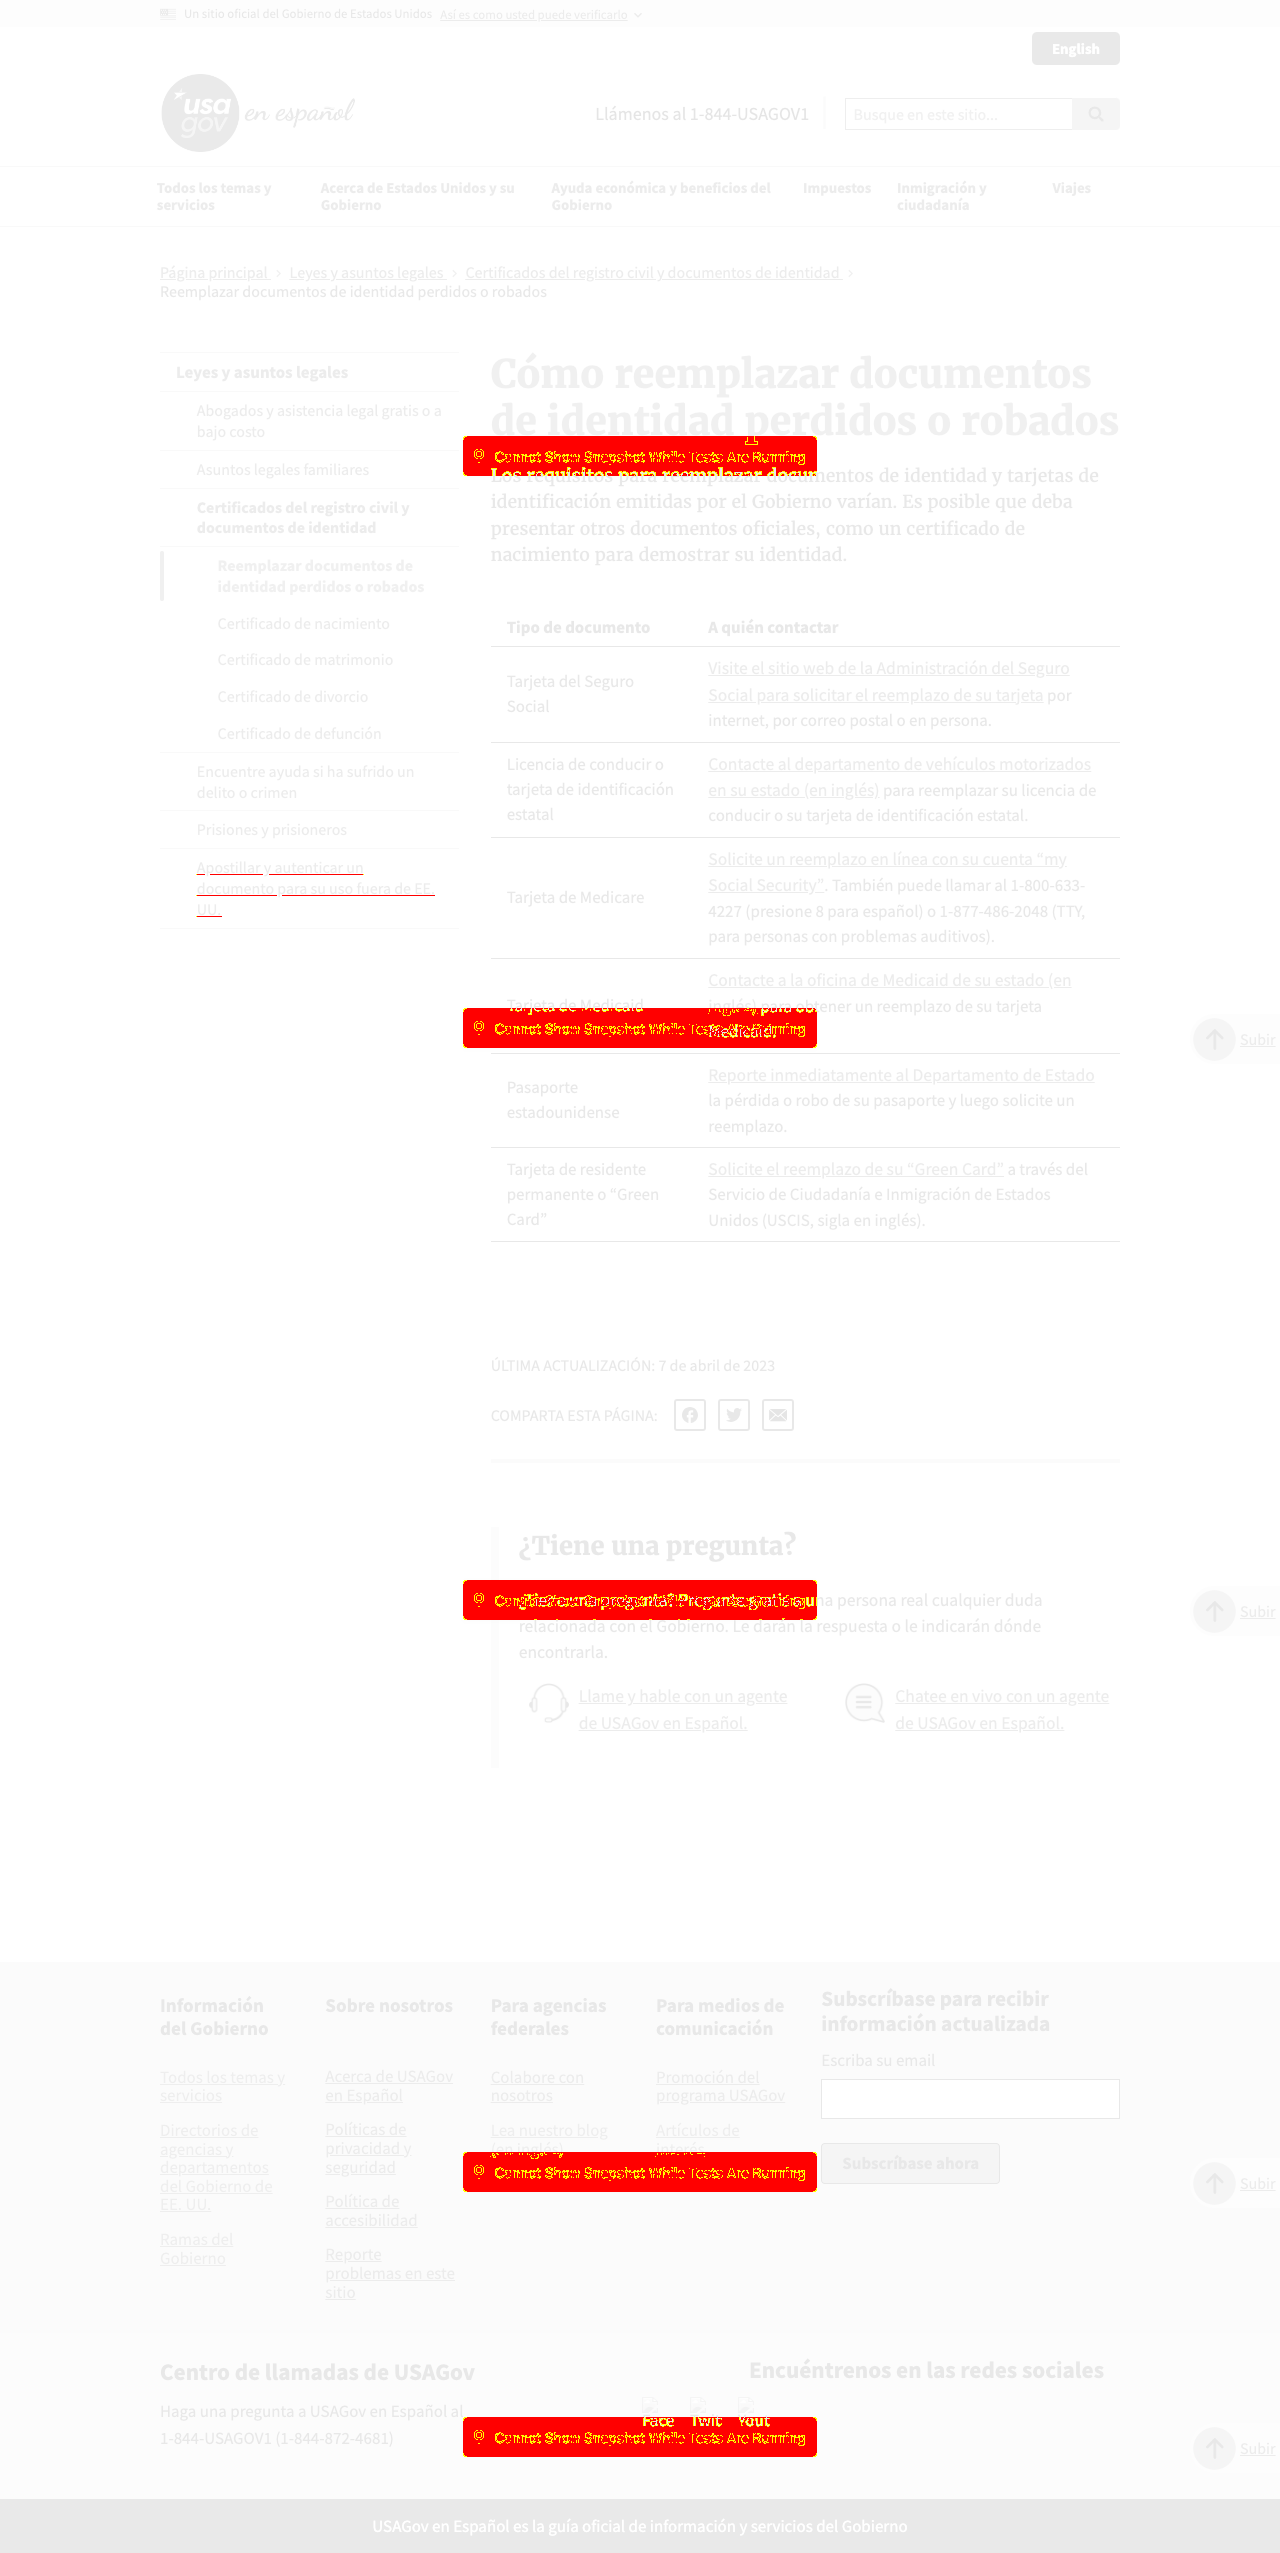 Un sitio oficial del Gobierno de Estados Unidos Así es como usted puede verificarlo
English
usa gov en español
Llámenos al 1-844-USAGOV1
Busque en este sitio...
Todos los temas y servicios
Acerca de Estados Unidos y su Gobierno
Ayuda económica y beneficios del Gobierno
Impuestos
Inmigración y ciudadanía
Viajes
Página principal › Leyes y asuntos legales › Certificados del registro civil y documentos de identidad ›
Reemplazar documentos de identidad perdidos o robados
Leyes y asuntos legales
Abogados y asistencia legal gratis o a
bajo costo
Asuntos legales familiares
Certificados del registro civil y
documentos de identidad
Reemplazar documentos de
identidad perdidos o robados
Certificado de nacimiento
Certificado de matrimonio
Certificado de divorcio
Certificado de defunción
Encuentre ayuda si ha sufrido un
delito o crimen
Prisiones y prisioneros
Apostillar y autenticar un
documento para su uso fuera de EE.
UU.
Cómo reemplazar documentos
de identidad perdidos o robados
Cannot Show Snapshot While Tests Are Running
Los requisitos para reemplazar documentos de identidad y tarjetas de
identificación emitidas por el Gobierno varían. Es posible que deba
presentar otros documentos oficiales, como un certificado de
nacimiento para demostrar su identidad.
Tipo de documento
A quién contactar
Tarjeta del Seguro
Social
Visite el sitio web de la Administración del Seguro
Social para solicitar el reemplazo de su tarjeta por
internet, por correo postal o en persona.
Licencia de conducir o
tarjeta de identificación
estatal
Contacte al departamento de vehículos motorizados
en su estado (en inglés) para reemplazar su licencia de
conducir o su tarjeta de identificación estatal.
Tarjeta de Medicare
Solicite un reemplazo en línea con su cuenta “my
Social Security”. También puede llamar al 1-800-633-
4227 (presione 8 para español) o 1-877-486-2048 (TTY,
para personas con problemas auditivos).
Tarjeta de Medicaid
Contacte a la oficina de Medicaid de su estado (en
inglés) para obtener un reemplazo de su tarjeta
Medicaid.
Cannot Show Snapshot While Tests Are Running
Subir
Pasaporte
estadounidense
Reporte inmediatamente al Departamento de Estado
la pérdida o robo de su pasaporte y luego solicite un
reemplazo.
Tarjeta de residente
permanente o “Green
Card”
Solicite el reemplazo de su “Green Card” a través del
Servicio de Ciudadanía e Inmigración de Estados
Unidos (USCIS, sigla en inglés).
ÚLTIMA ACTUALIZACIÓN: 7 de abril de 2023
COMPARTA ESTA PÁGINA:
¿Tiene una pregunta?
Cannot Show Snapshot While Tests Are Running
¿Tiene una pregunta? Pregunte gratis a una persona real cualquier duda
relacionada con el Gobierno. Le darán la respuesta o le indicarán dónde
encontrarla.
Subir
Llame y hable con un agente
de USAGov en Español.
Chatee en vivo con un agente
de USAGov en Español.
Información
del Gobierno
Todos los temas y
servicios
Directorios de
agencias y
departamentos
del Gobierno de
EE. UU.
Ramas del
Gobierno
Sobre nosotros
Acerca de USAGov
en Español
Políticas de
privacidad y
seguridad
Política de
accesibilidad
Reporte
problemas en este
sitio
Para agencias
federales
Colabore con
nosotros
Lea nuestro blog
(en inglés)
Para medios de
comunicación
Promoción del
programa USAGov
Artículos de
interés
Cannot Show Snapshot While Tests Are Running
Subscríbase para recibir
información actualizada
Escriba su email
Subscríbase ahora
Subir
Centro de llamadas de USAGov
Haga una pregunta a USAGov en Español al
1-844-USAGOV1 (1-844-872-4681)
Encuéntrenos en las redes sociales
Face Twit Yout
Cannot Show Snapshot While Tests Are Running
Subir
USAGov en Español es la guía oficial de información y servicios del Gobierno